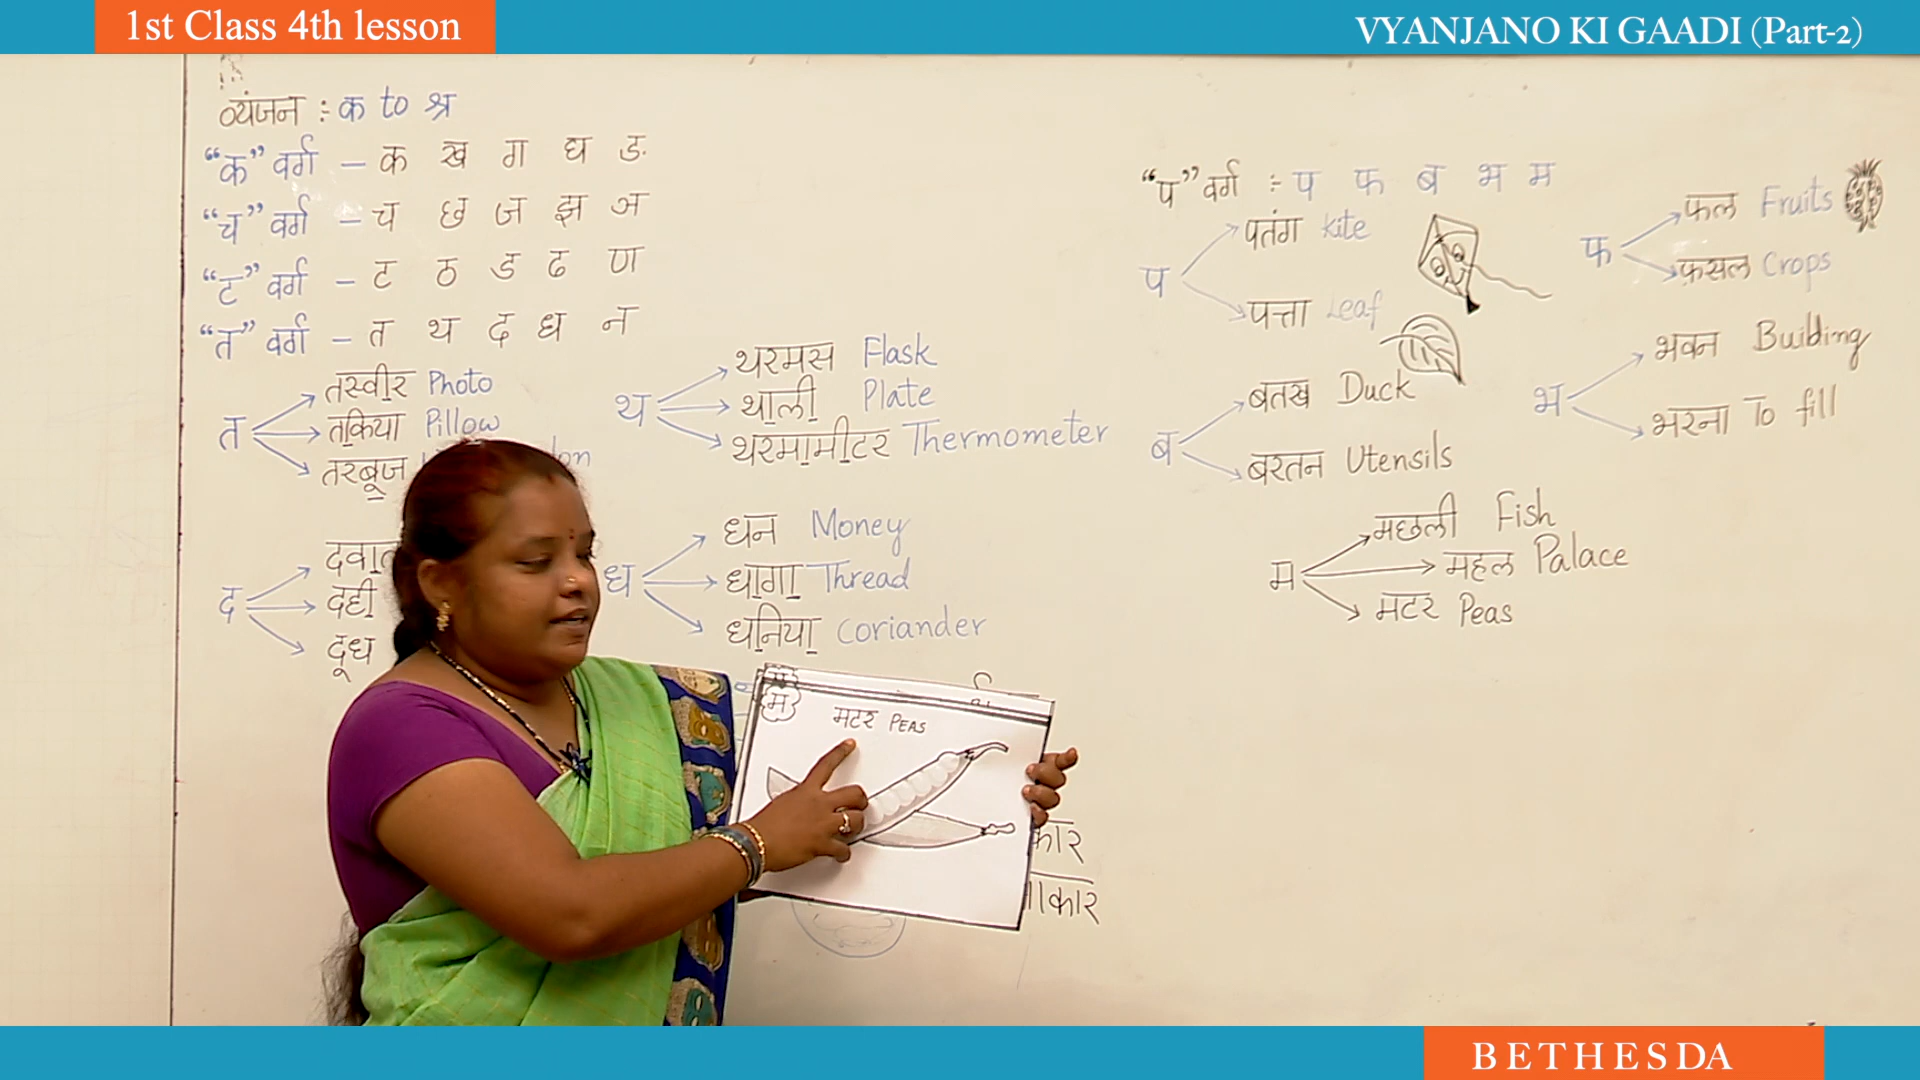 1st Class 4th lesson
VYANJANO KI GAADI (Part-2)
व्यंजन :- क to श्र
“क” वर्ग – क ख ग घ ङ
“च” वर्ग – च छ ज झ ञ
“ट” वर्ग – ट ठ ड ढ ण
“त” वर्ग – त थ द ध न
त
तस्वीर Photo
तकिया Pillow
तरबूज
थ
थरमस Flask
थाली Plate
थरमामीटर Thermometer
द
दही
दूध
ध
धन Money
धागा Thread
धनिया Coriander
“प” वर्ग :- प फ ब भ म
प
पतंग Kite
पत्ता Leaf
फ
फल Fruits
फ़सल Crops
ब
बतख Duck
बरतन Utensils
भ
भवन Building
भरना To fill
म
मछली Fish
महल Palace
मटर Peas
म
मटर PEAS
BETHESDA